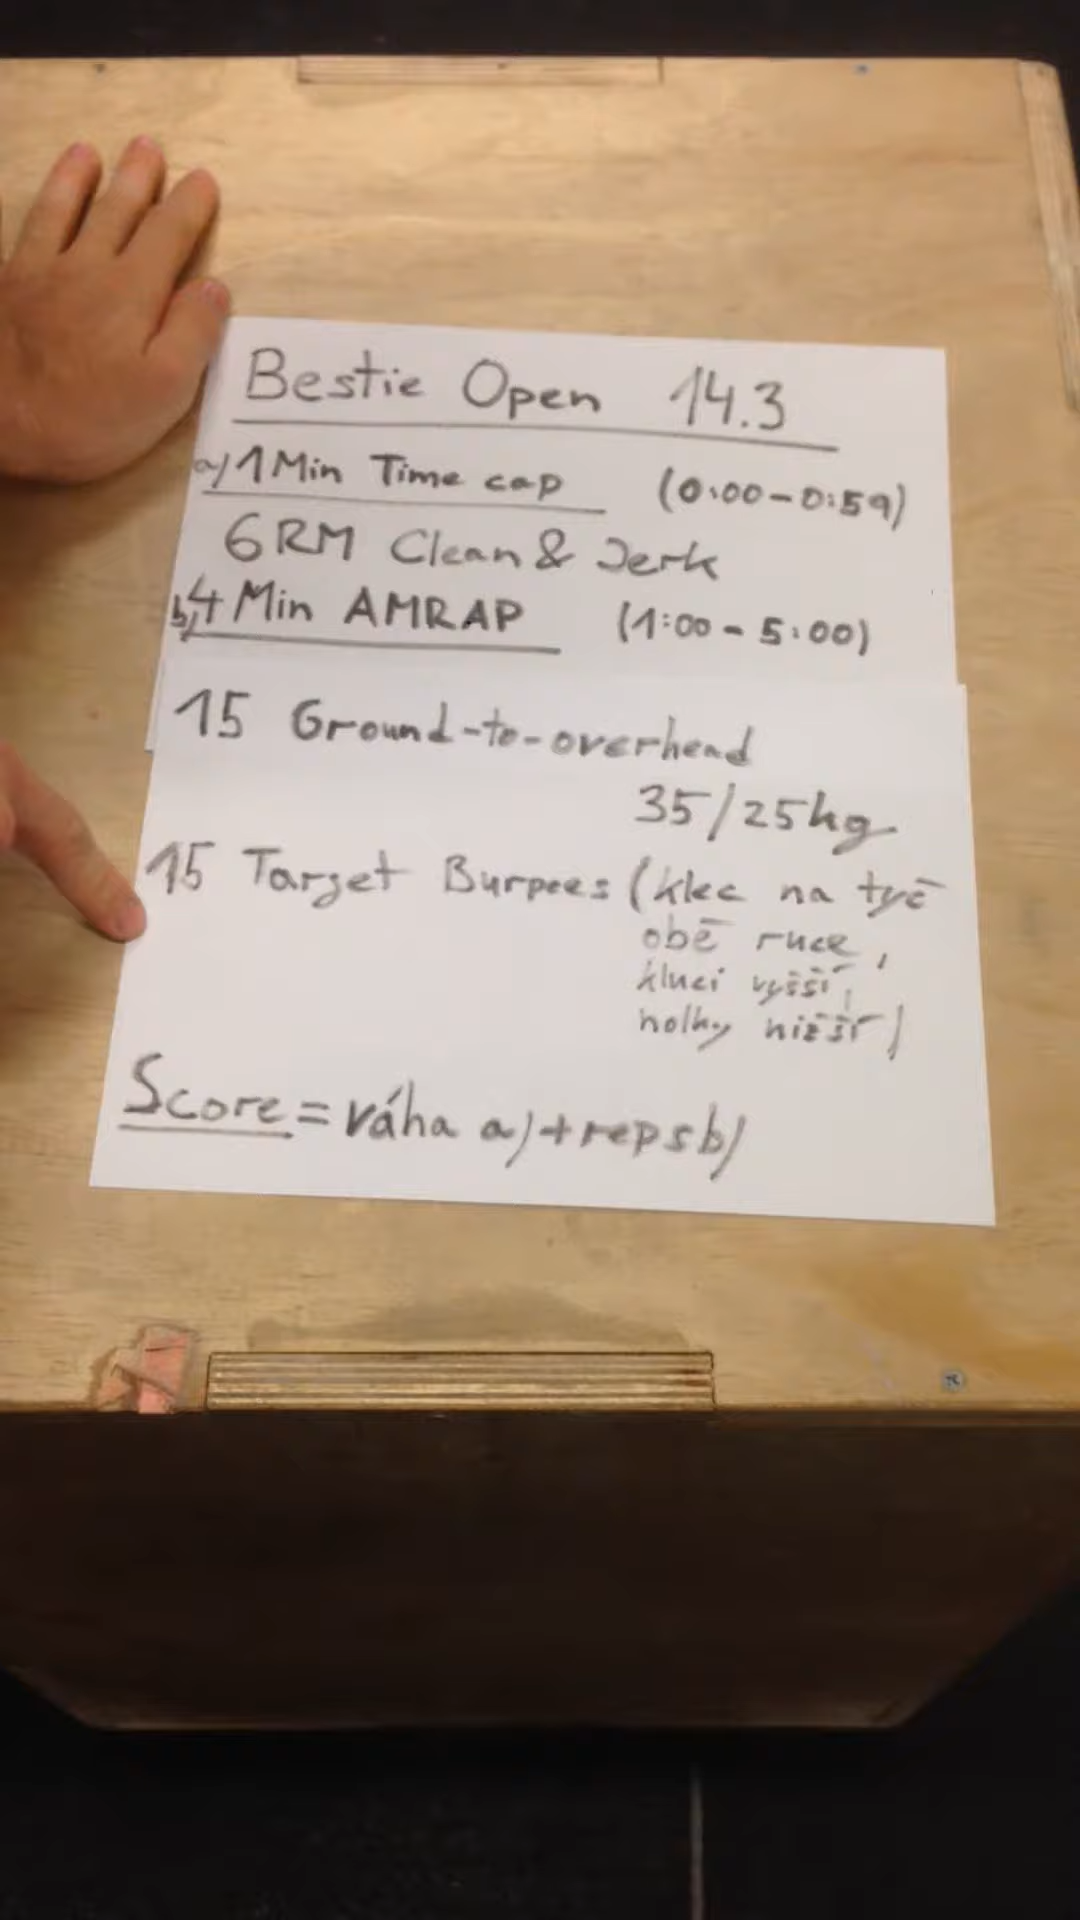 Bestie Open 14.3
a) 1 Min Time cap (0:00-0:59)
6RM Clean & Jerk
b) 4 Min AMRAP (1:00-5:00)
15 Ground-to-overhead
35/25kg
15 Target Burpees (klec na tyč
obě ruce,
kluci vyšší,
holky nižší)
Score = váha a) + reps b)